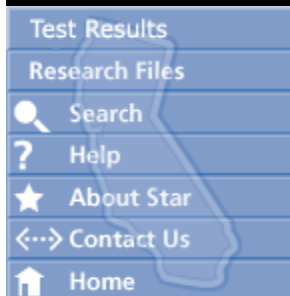 Test Results
Research Files
Search
? Help
About Star
Contact Us
Home